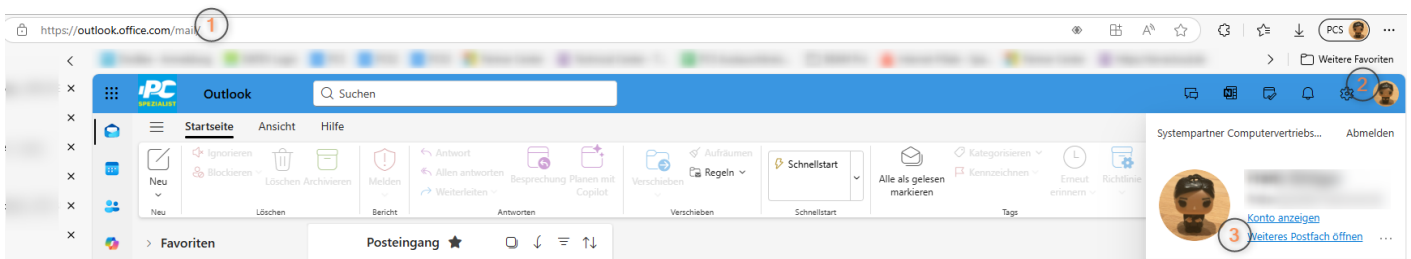 https://outlook.office.com/mail/
1
PCS
Weitere Favoriten
PC
SPEZIALIST
Outlook
Suchen
2
Startseite Ansicht Hilfe
Systempartner Computervertriebs... Abmelden
Neu
Ignorieren
Blockieren
Löschen Archivieren
Melden
Antwort
Allen antworten
Weiterleiten
Besprechung Planen mit Copilot
Verschieben
Aufräumen
Regeln
Schnellstart
Alle als gelesen
markieren
Kategorisieren
Kennzeichnen
Erneut
erinnern
Richtlinie
Neu Löschen Bericht Antworten Verschieben Schnellstart Tags
Konto anzeigen
3 Weiteres Postfach öffnen ...
Favoriten Posteingang